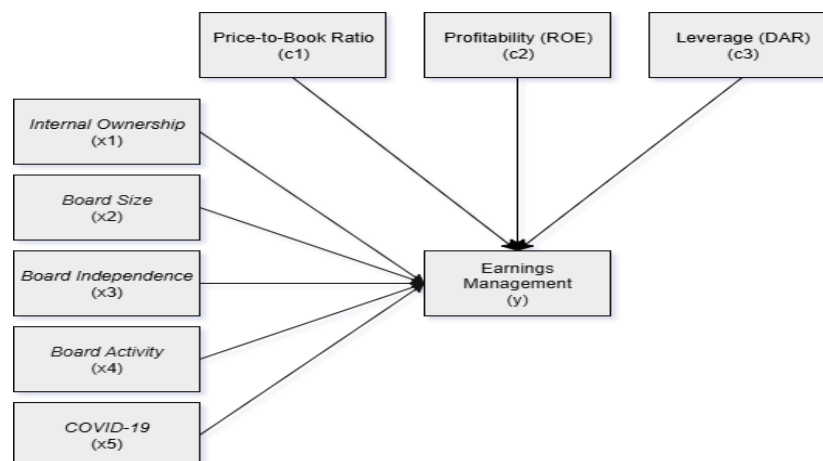 Price-to-Book Ratio
(c1)
Profitability (ROE)
(c2)
Leverage (DAR)
(c3)
Internal Ownership
(x1)
Board Size
(x2)
Board Independence
(x3)
Board Activity
(x4)
COVID-19
(x5)
Earnings
Management
(y)